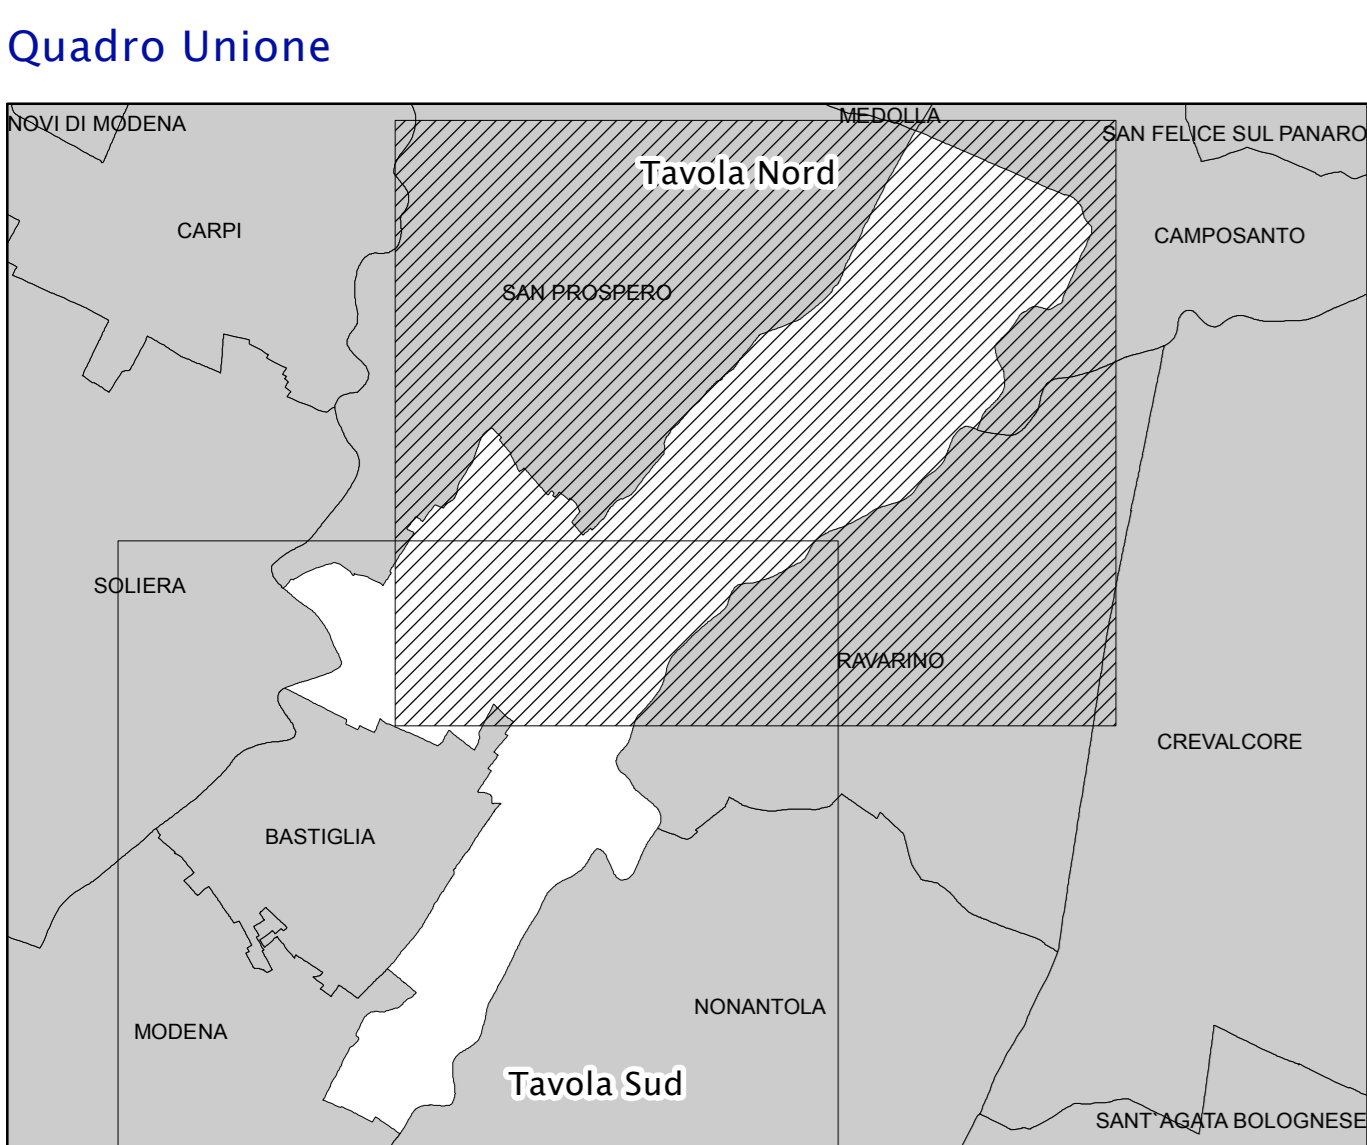 Quadro Unione
NOVI DI MODENA
MEDOLLA
SAN FELICE SUL PANARO
Tavola Nord
CARPI
CAMPOSANTO
SAN PROSPERO
SOLIERA
RAVARINO
CREVALCORE
BASTIGLIA
NONANTOLA
MODENA
Tavola Sud
SANT`AGATA BOLOGNESE